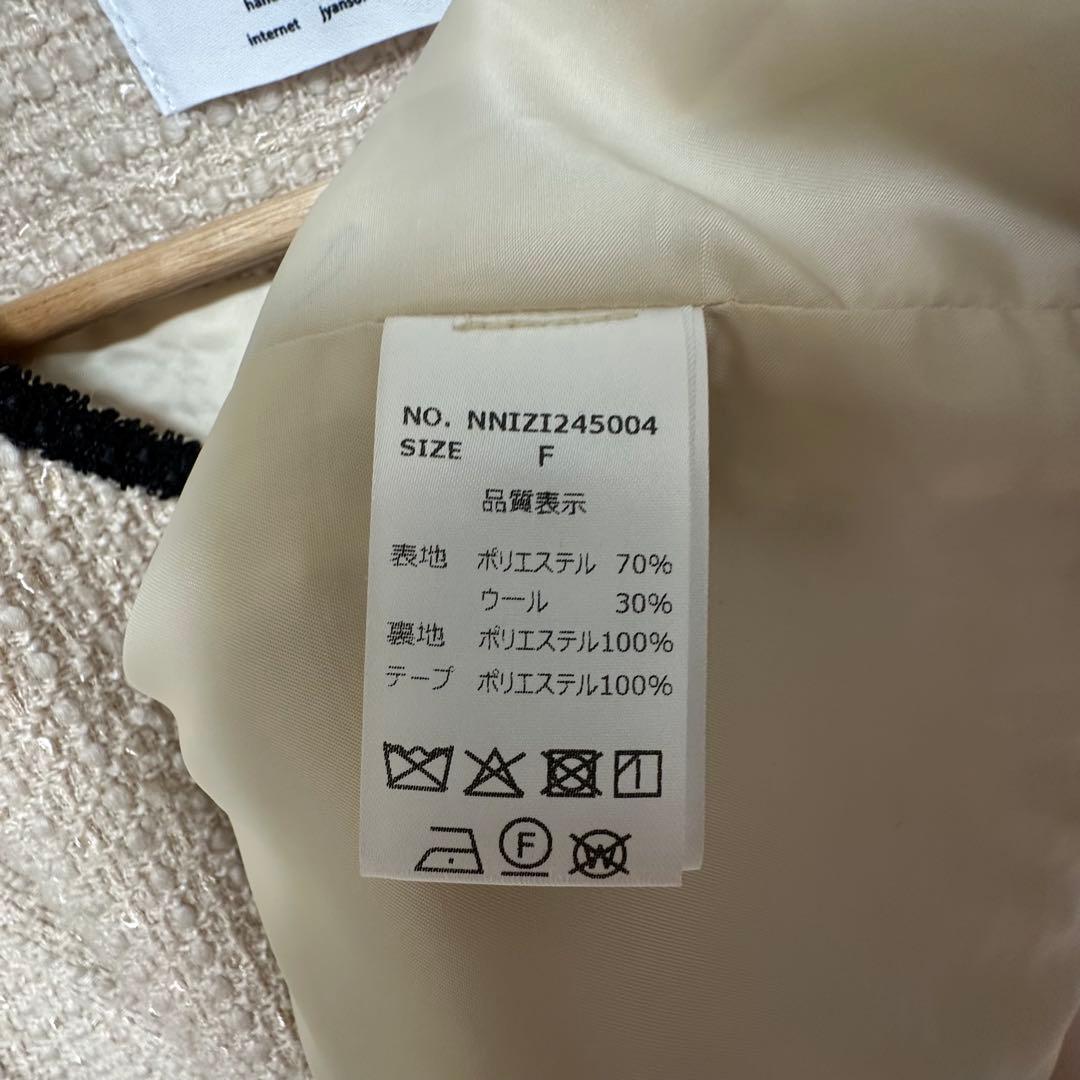 internet
NO. NNIZI245004
SIZE F
品質表示
表地 ポリエステル 70%
ウール 30%
裏地 ポリエステル100%
テープ ポリエステル100%
F
W